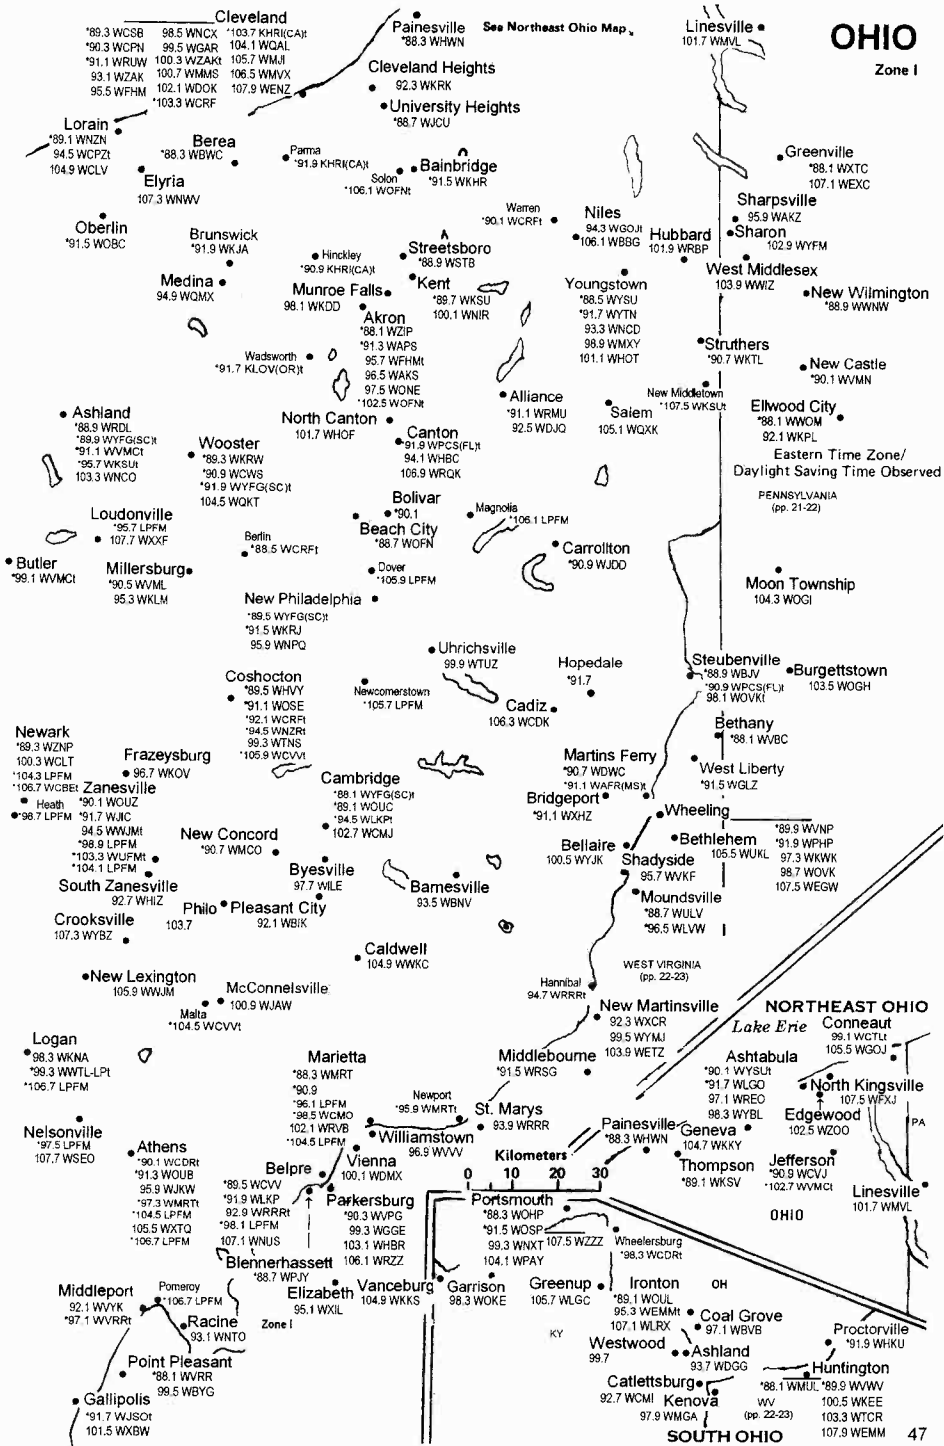 Cleveland
*89.3 WCSB
*90.3 WCPN
*91.1 WRUW
93.1 WZAK
95.5 WFHM
98.5 WNCX
99.5 WGAR
100.3 WZAKt
100.7 WMMS
102.1 WDOK
*103.3 WCRF
*103.7 KHRI(CA)t
104.1 WQAL
105.7 WMJI
106.5 WMVX
107.9 WENZ
Painesville
*88.3 WHWN
See Northeast Ohio Map
Linesville
101.7 WMVL
OHIO
Zone I
Cleveland Heights
92.3 WKRK
University Heights
*88.7 WJCU
Lorain
*89.1 WNZN
94.5 WCPZt
104.9 WCLV
Berea
*88.3 WBWC
Parma
*91.9 KHRI(CA)t
Solon
*106.1 WOFNt
Bainbridge
*91.5 WKHR
Greenville
*88.1 WXTC
107.1 WEXC
Elyria
107.3 WNWV
Oberlin
*91.5 WOBC
Brunswick
*91.9 WKJA
Warren
*90.1 WCRFt
Niles
94.3 WGOJt
*106.1 WBBG
Sharpsville
95.9 WAKZ
Sharon
102.9 WYFM
Hubbard
101.9 WRBP
Hinckley
*90.9 KHRI(CA)t
Streetsboro
*88.9 WSTB
West Middlesex
103.9 WWIZ
Medina
94.9 WQMX
Munroe Falls
98.1 WKDD
Kent
*89.7 WKSU
100.1 WNIR
Youngstown
*88.5 WYSU
*91.7 WYTN
93.3 WNCD
98.9 WMXY
101.1 WHOT
New Wilmington
*88.9 WWNW
Akron
*88.1 WZIP
*91.3 WAPS
95.7 WFHMt
96.5 WAKS
97.5 WONE
*102.5 WOFNt
Struthers
*90.7 WKTL
Wadsworth
*91.7 KLOV(OR)t
New Castle
*90.1 WVMN
New Middletown
*107.5 WKSUt
Ashland
*88.9 WRDL
*89.9 WYFG(SC)t
*91.1 WVMCt
*95.7 WKSUt
103.3 WNCO
North Canton
101.7 WHOF
Alliance
*91.1 WRMU
92.5 WDJQ
Salem
105.1 WQXK
Ellwood City
*88.1 WWOM
92.1 WKPL
Wooster
*89.3 WKRW
*90.9 WCWS
*91.9 WYFG(SC)t
104.5 WQKT
Canton
*91.9 WPCS(FL)t
94.1 WHBC
106.9 WRQK
Eastern Time Zone/
Daylight Saving Time Observed
PENNSYLVANIA
(pp. 21-22)
Loudonville
*95.7 LPFM
107.7 WXXF
Bolivar
*90.1
Magnolia
*106.1 LPFM
Beach City
*88.7 WOFN
Berlin
*88.5 WCRFt
Carrollton
*90.9 WJDD
Butler
*99.1 WVMCt
Millersburg
*90.5 WVML
95.3 WKLM
Dover
*105.9 LPFM
Moon Township
104.3 WOGI
New Philadelphia
*89.5 WYFG(SC)t
*91.5 WKRJ
95.9 WNPQ
Uhrichsville
99.9 WTUZ
Hopedale
*91.7
Steubenville
*88.9 WBJV
*90.9 WPCS(FL)t
98.1 WOVKt
Burgettstown
103.5 WOGH
Coshocton
*89.5 WHVY
*91.1 WOSE
*92.1 WCRFt
*94.5 WNZRt
99.3 WTNS
*105.9 WCVVt
Newcomerstown
*105.7 LPFM
Cadiz
106.3 WCDK
Bethany
*88.1 WVBC
Newark
*89.3 WZNP
100.3 WCLT
*104.3 LPFM
*106.7 WCBEt
Frazeysburg
96.7 WKOV
Martins Ferry
*90.7 WDWC
*91.1 WAFR(MS)t
West Liberty
*91.5 WGLZ
Heath
*98.7 LPFM
Zanesville
*90.1 WOUZ
*91.7 WJIC
94.5 WWJMt
*98.9 LPFM
*103.3 WUFMt
*104.1 LPFM
Cambridge
*88.1 WYFG(SC)t
*89.1 WOUC
*94.5 WLKPt
102.7 WCMJ
Bridgeport
*91.1 WXHZ
Wheeling
*89.9 WVNP
*91.9 WPHP
97.3 WKWK
98.7 WOVK
107.5 WEGW
New Concord
*90.7 WMCO
Bellaire
100.5 WYJK
Bethlehem
105.5 WUKL
Shadyside
95.7 WVKF
Byesville
97.7 WILE
South Zanesville
92.7 WHIZ
Barnesville
93.5 WBNV
Moundsville
*88.7 WULV
*96.5 WLVW
Philo
103.7
Pleasant City
92.1 WBIK
Crooksville
107.3 WYBZ
Caldwell
104.9 WWKC
WEST VIRGINIA
(pp. 22-23)
New Lexington
105.9 WWJM
McConnelsville
100.9 WJAW
Malta
*104.5 WCVVt
Hannibal
94.7 WRRRt
New Martinsville
92.3 WXCR
99.5 WYMJ
103.9 WETZ
NORTHEAST OHIO
Lake Erie
Conneaut
99.1 WCTLt
105.5 WGOJ
Logan
98.3 WKNA
*99.3 WWTL-LPt
*106.7 LPFM
Marietta
*88.3 WMRT
*90.9
*96.1 LPFM
*98.5 WCMO
102.1 WRVB
*104.5 LPFM
Middlebourne
*91.5 WRSG
Ashtabula
*90.1 WYSUt
*91.7 WLGO
97.1 WREO
98.3 WYBL
North Kingsville
107.5 WFXJ
Edgewood
102.5 WZOO
PA
Newport
*95.9 WMRTt
St. Marys
93.9 WRRR
Nelsonville
*97.5 LPFM
107.7 WSEO
Williamstown
96.9 WVVV
Painesville
*88.3 WHWN
Geneva
104.7 WKKY
Athens
*90.1 WCDRt
*91.3 WOUB
95.9 WJKW
*97.3 WMRTt
*104.5 LPFM
105.5 WXTQ
*106.7 LPFM
Vienna
100.1 WDMX
Kilometers
0 10 20 30
Thompson
*89.1 WKSV
Jefferson
*90.9 WCVJ
*102.7 WVMCt
Linesville
101.7 WMVL
OHIO
Belpre
*89.5 WCVV
*91.9 WLKP
92.9 WRRRt
*98.1 LPFM
107.1 WNUS
Parkersburg
*90.3 WVPG
99.3 WGGE
103.1 WHBR
106.1 WRZZ
Portsmouth
*88.3 WOHP
*91.5 WOSP
99.3 WNXT
104.1 WPAY
107.5 WZZZ
Wheelersburg
*98.3 WCDRt
Blennerhassett
*88.7 WPJY
Elizabeth
95.1 WXIL
Vanceburg
104.9 WKKS
Garrison
98.3 WOKE
Greenup
105.7 WLGC
Ironton
*89.1 WOUL
95.3 WEMMt
107.1 WLRX
OH
Middleport
92.1 WVYK
*97.1 WVRRt
Pomeroy
*106.7 LPFM
Racine
93.1 WNTO
Zone I
KY
Coal Grove
*97.1 WBVB
Proctorville
*91.9 WHKU
Westwood
99.7
Ashland
93.7 WDGG
Point Pleasant
*88.1 WVRR
99.5 WBYG
Catlettsburg
92.7 WCMI
Huntington
*88.1 WMUL
*89.9 WVWV
100.5 WKEE
103.3 WTCR
107.9 WEMM
Kenova
97.9 WMGA
WV
(pp. 22-23)
Gallipolis
*91.7 WJSOt
101.5 WXBW
SOUTH OHIO
47